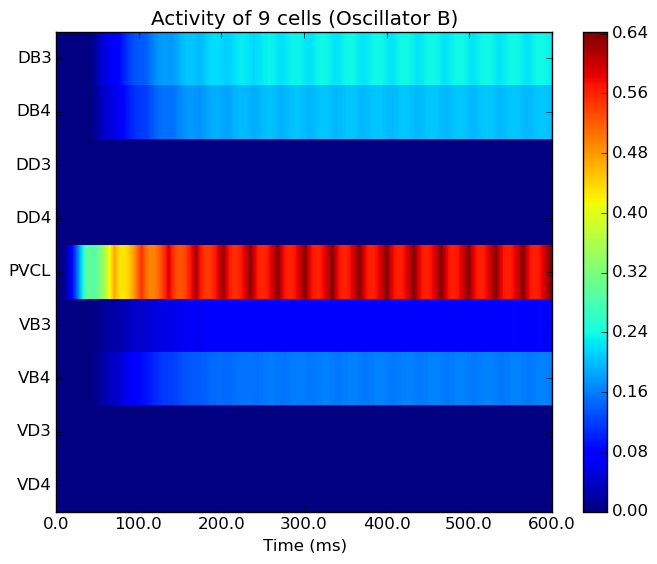 Activity of 9 cells (Oscillator B)
DB3
DB4
DD3
DD4
PVCL
VB3
VB4
VD3
VD4
0.0 100.0 200.0 300.0 400.0 500.0 600.0
Time (ms)
0.64
0.56
0.48
0.40
0.32
0.24
0.16
0.08
0.00